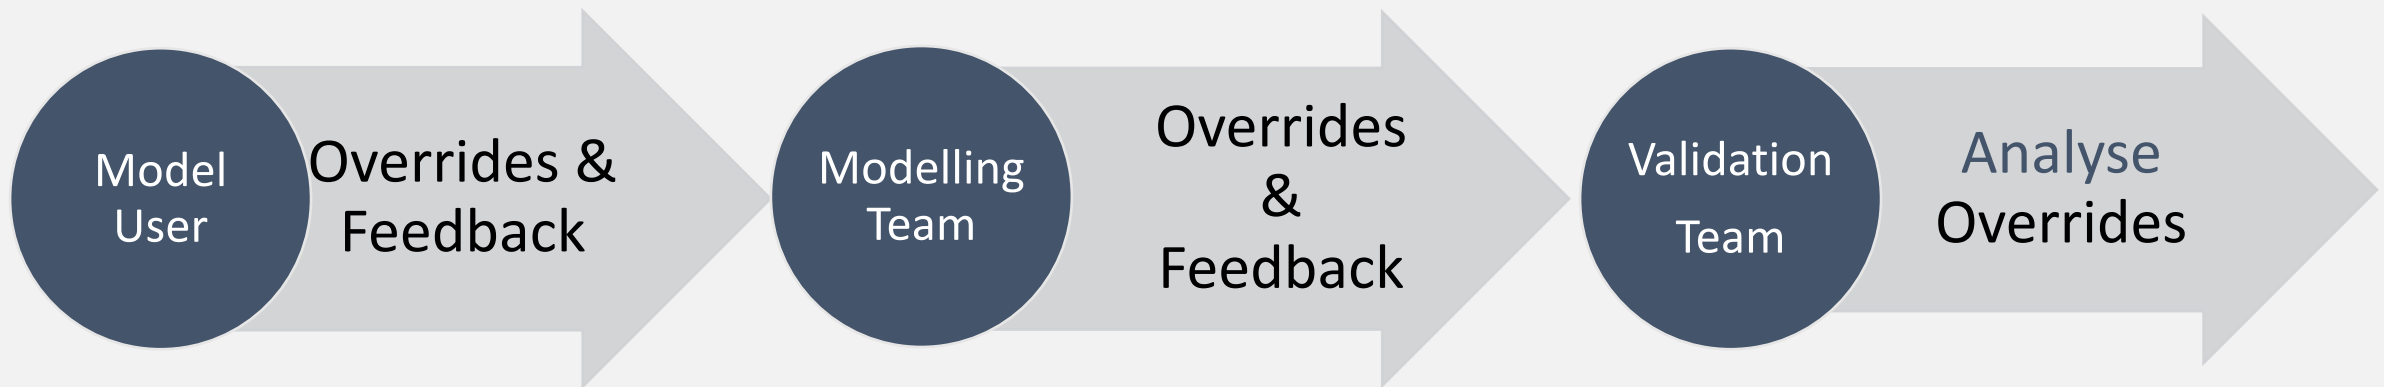 Model
User
Overrides &
Feedback
Modelling
Team
Overrides
&
Feedback
Validation
Team
Analyse
Overrides